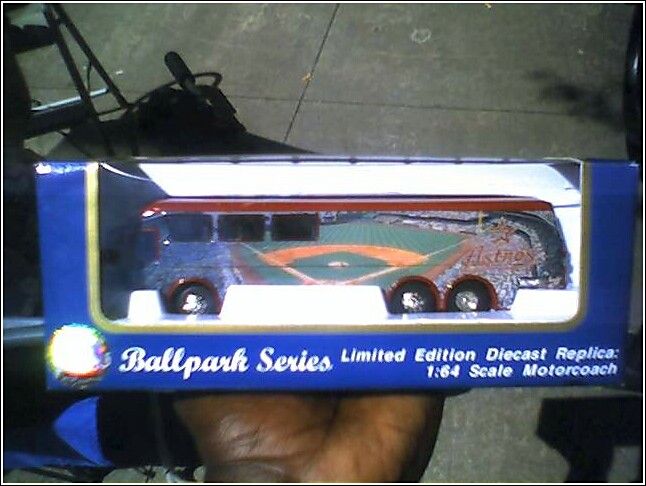 Astros
Ballpark Series
Limited Edition Diecast Replica:
1:64 Scale Motorcoach